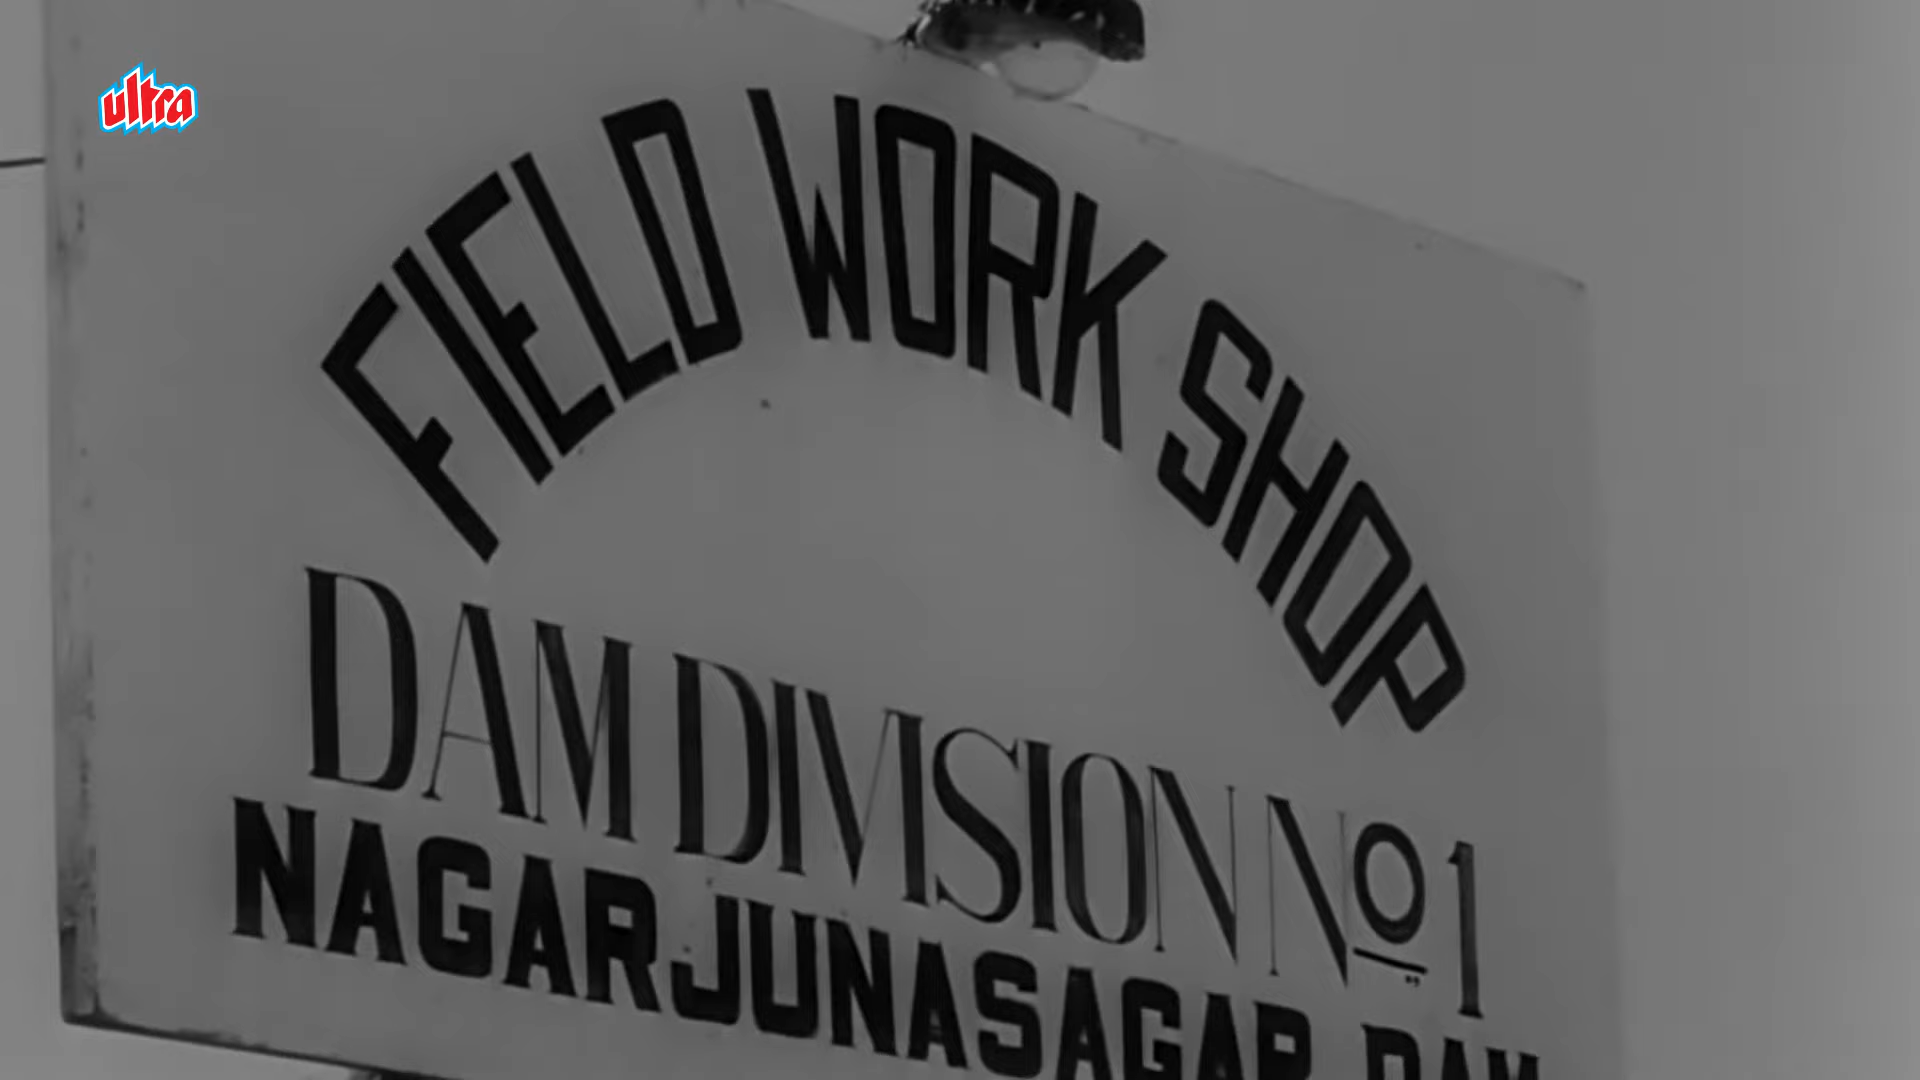 ultra
FIELD WORK SHOP
DAM DIVISION No 1
NAGARJUNASAGAR DAM